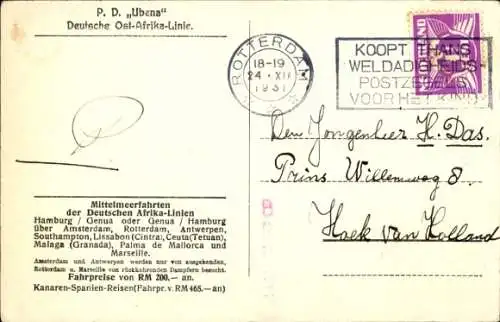 P. D. „Ubena“
Deutsche Ost-Afrika-Linie.
ROTTERDAM
18-19
24 · XII
1931
KOOPT THANS
WELDADIGHEIDS-
POSTZEGELS
VOOR HET KIND
Den Jongenheer H. Das.
Prins Willemweg 8.
Hoek van Holland
Mittelmeerfahrten
der Deutschen Afrika-Linien
Hamburg / Genua oder Genua / Hamburg
über Amsterdam, Rotterdam, Antwerpen,
Southampton, Lissabon (Cintra), Ceuta (Tetuan),
Malaga (Granada), Palma de Mallorca und
Marseille.
Amsterdam und Antwerpen werden nur von ausgehenden,
Rotterdam u. Marseille von rückkehrenden Dampfern besucht.
Fahrpreise von RM 200.— an.
Kanaren-Spanien-Reisen (Fahrpr. v. RM 465.—an)